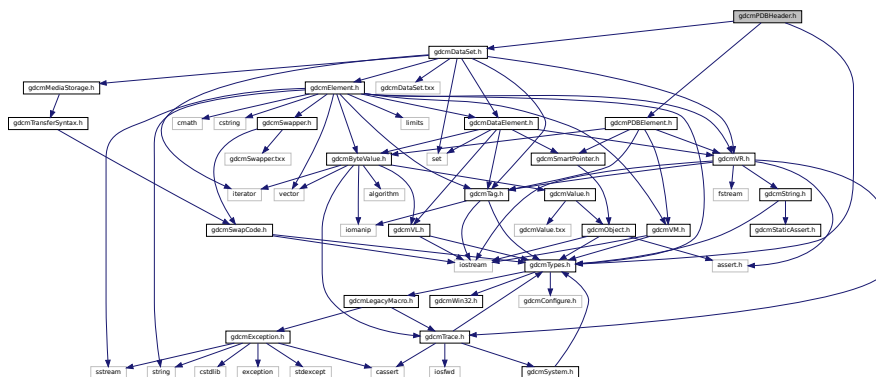 gdcmPDBHeader.h
gdcmDataSet.h
gdcmMediaStorage.h
gdcmElement.h
gdcmDataSet.txx
gdcmTransferSyntax.h
cmath
cstring
gdcmSwapper.h
limits
gdcmDataElement.h
gdcmPDBElement.h
gdcmSwapper.txx
gdcmByteValue.h
set
gdcmSmartPointer.h
gdcmVR.h
iterator
vector
algorithm
gdcmTag.h
gdcmValue.h
fstream
gdcmString.h
gdcmSwapCode.h
iomanip
gdcmVL.h
gdcmValue.txx
gdcmObject.h
gdcmVM.h
gdcmStaticAssert.h
iostream
gdcmTypes.h
assert.h
gdcmLegacyMacro.h
gdcmWin32.h
gdcmConfigure.h
gdcmException.h
gdcmTrace.h
sstream
string
cstdlib
exception
stdexcept
cassert
iosfwd
gdcmSystem.h